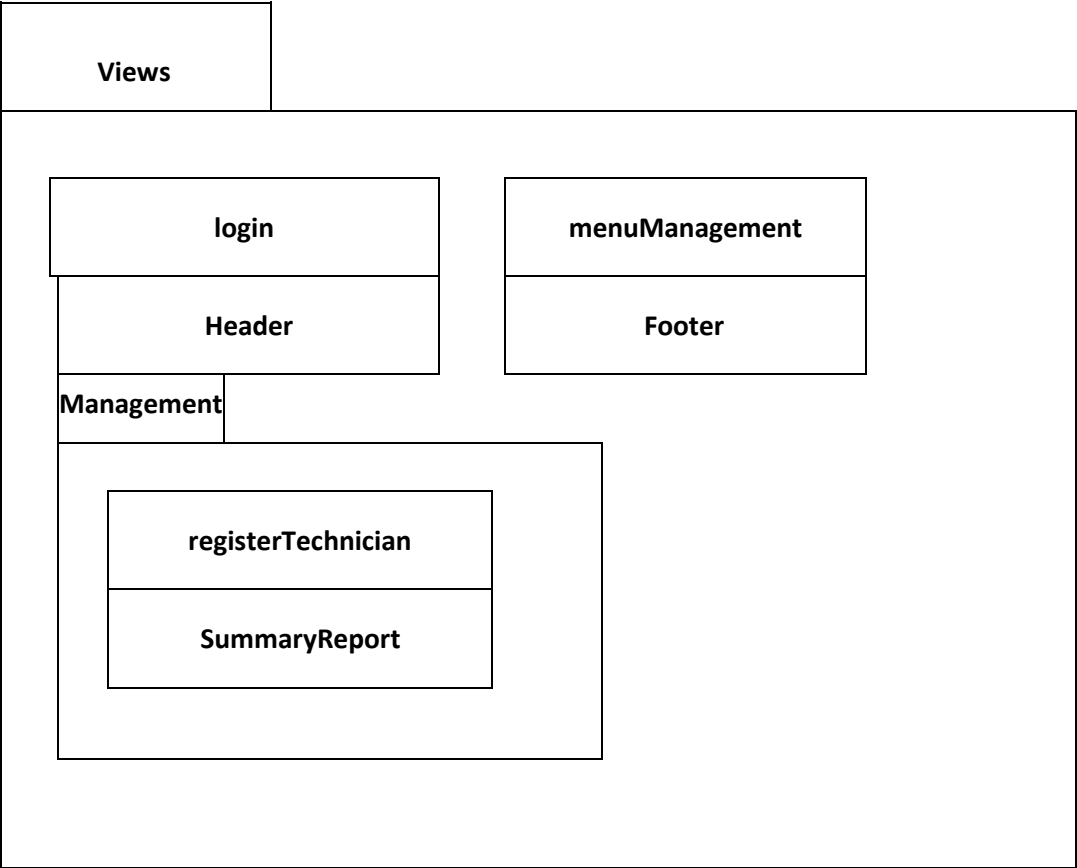 Views
login
menuManagement
Header
Footer
Management
registerTechnician
SummaryReport